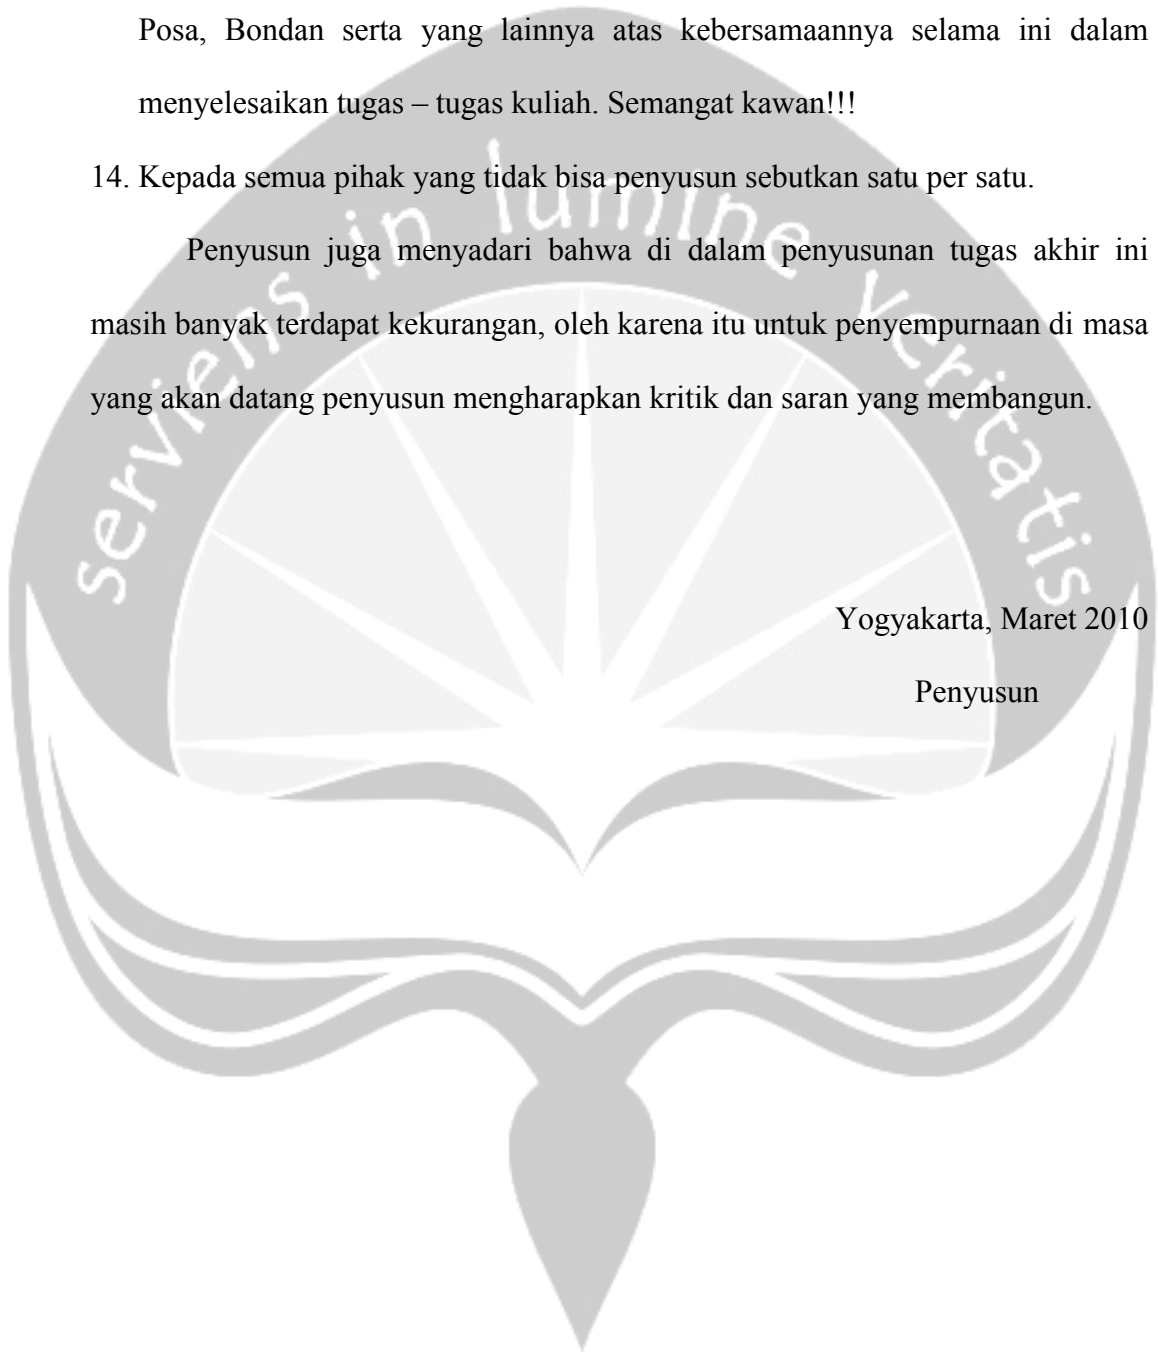 Posa, Bondan serta yang lainnya atas kebersamaannya selama ini dalam
menyelesaikan tugas – tugas kuliah. Semangat kawan!!!
14. Kepada semua pihak yang tidak bisa penyusun sebutkan satu per satu.
Penyusun juga menyadari bahwa di dalam penyusunan tugas akhir ini
masih banyak terdapat kekurangan, oleh karena itu untuk penyempurnaan di masa
yang akan datang penyusun mengharapkan kritik dan saran yang membangun.
serviens in lumine veritatis
Yogyakarta, Maret 2010
Penyusun